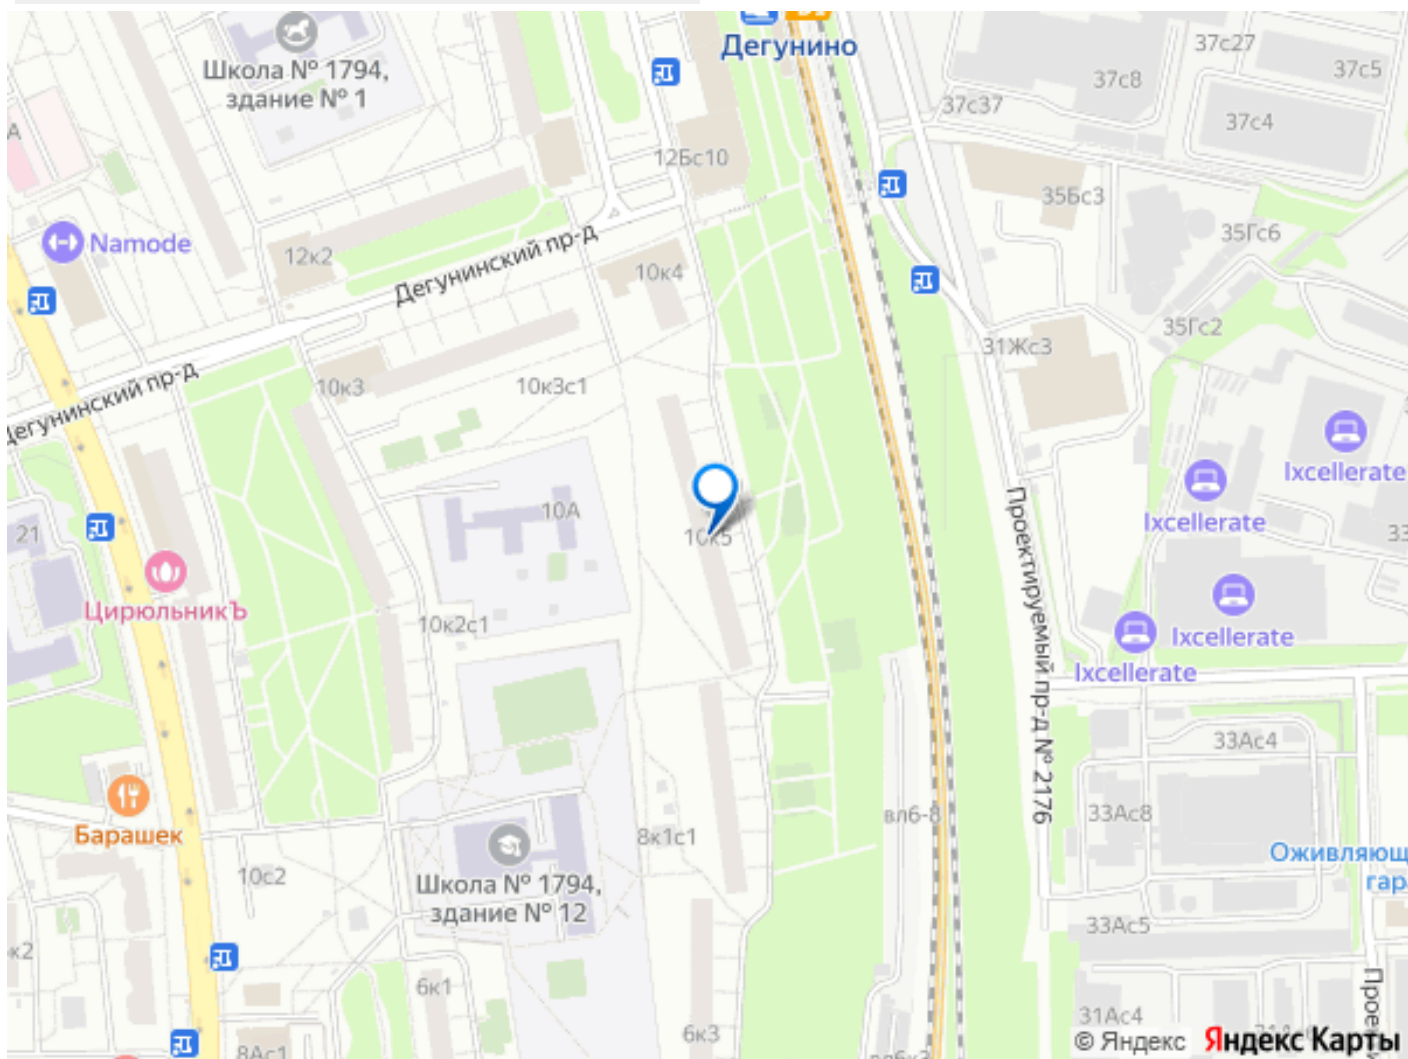 Дегунино
37с27
37с5
Школа № 1794,
здание № 1
37с8
37с37
37с4
А
12Бс10
35Бс3
Namode
35Гс6
12к2
Дегунинский пр-д
10к4
35Гс2
31Жс3
10к3
10к3с1
Дегунинский пр-д
Ixcellerate
10А
Ixcellerate
21
10к5
33
Проектируемый пр-д № 2176
ЦирюльникЪ
10к2с1
Ixcellerate
Ixcellerate
33Ас4
Барашек
вл6-8
33Ас8
8к1с1
Оживляющ
гар
10с2
Школа № 1794,
здание № 12
33Ас5
к2
6к1
Прое
31Ас4
6к3
8Ас1
© Яндекс Яндекс Карты